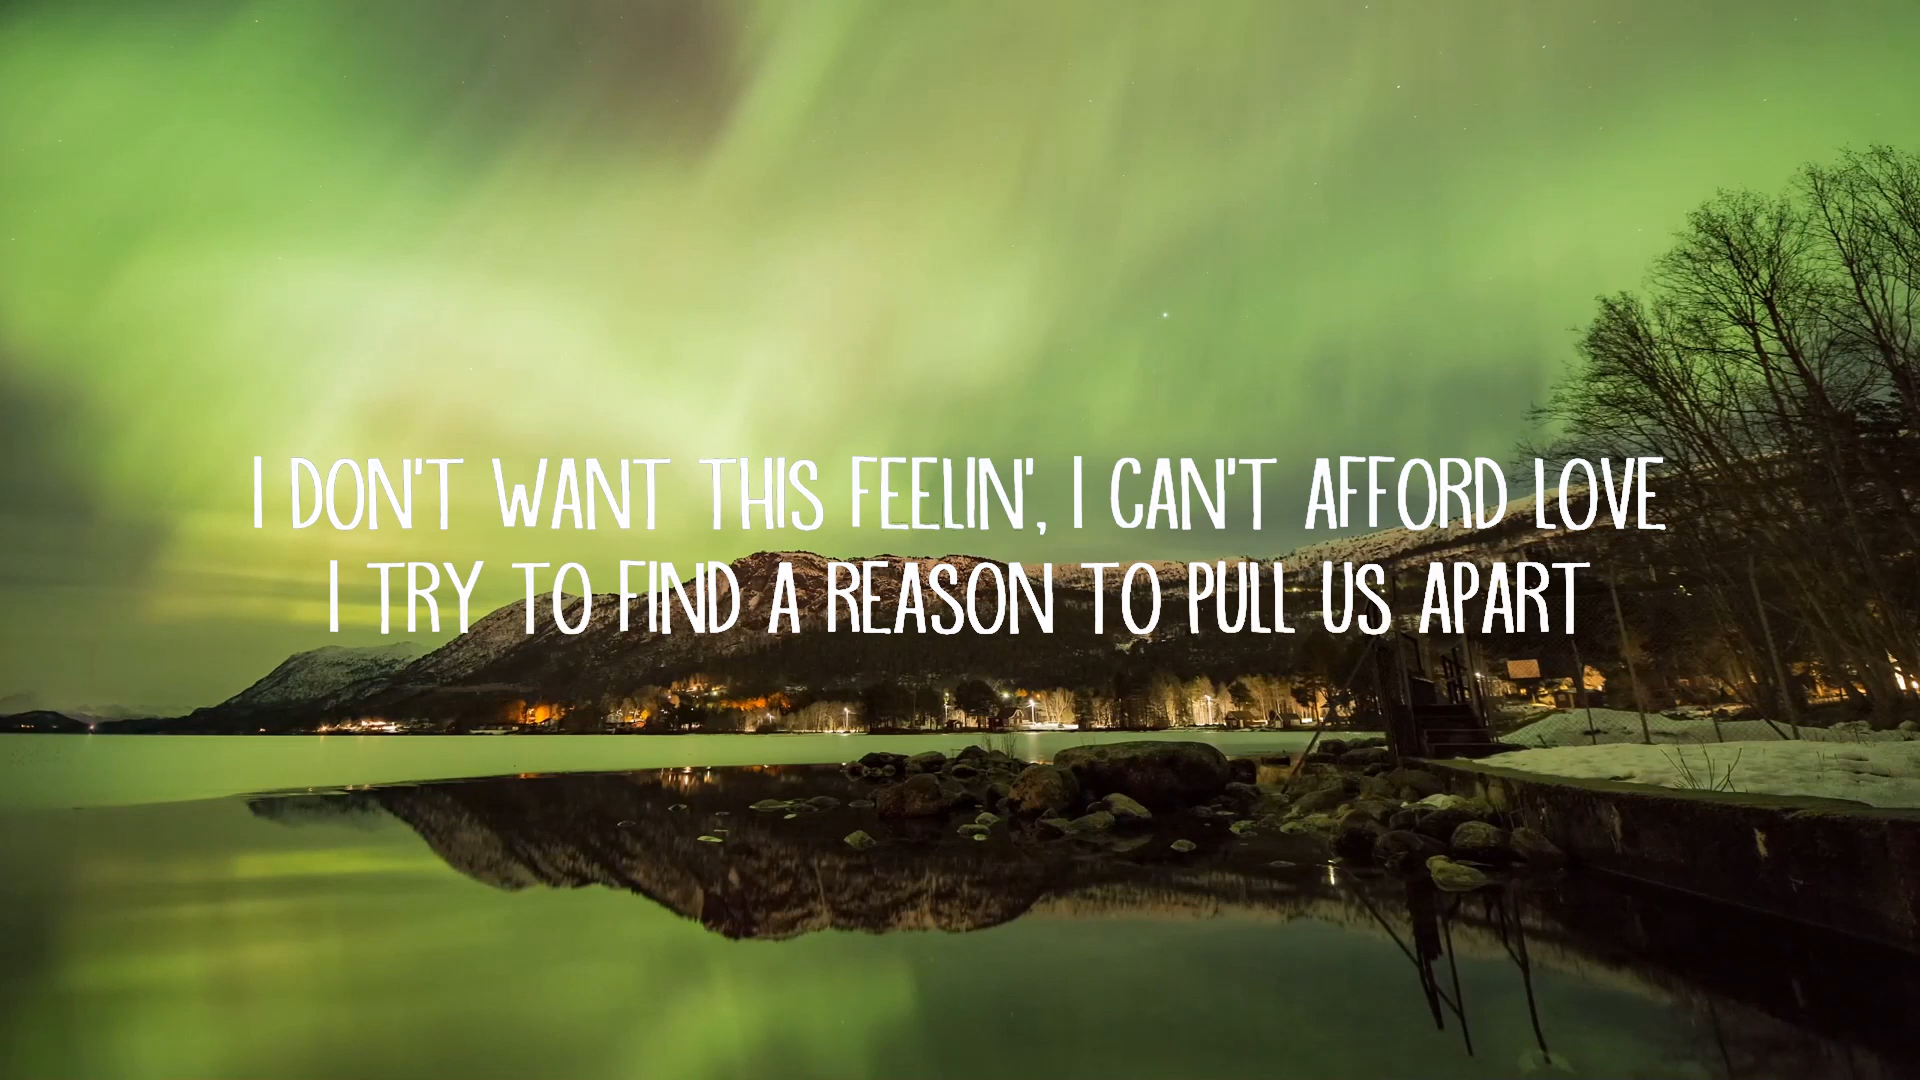 I DON'T WANT THIS FEELIN', I CAN'T AFFORD LOVE
I TRY TO FIND A REASON TO PULL US APART